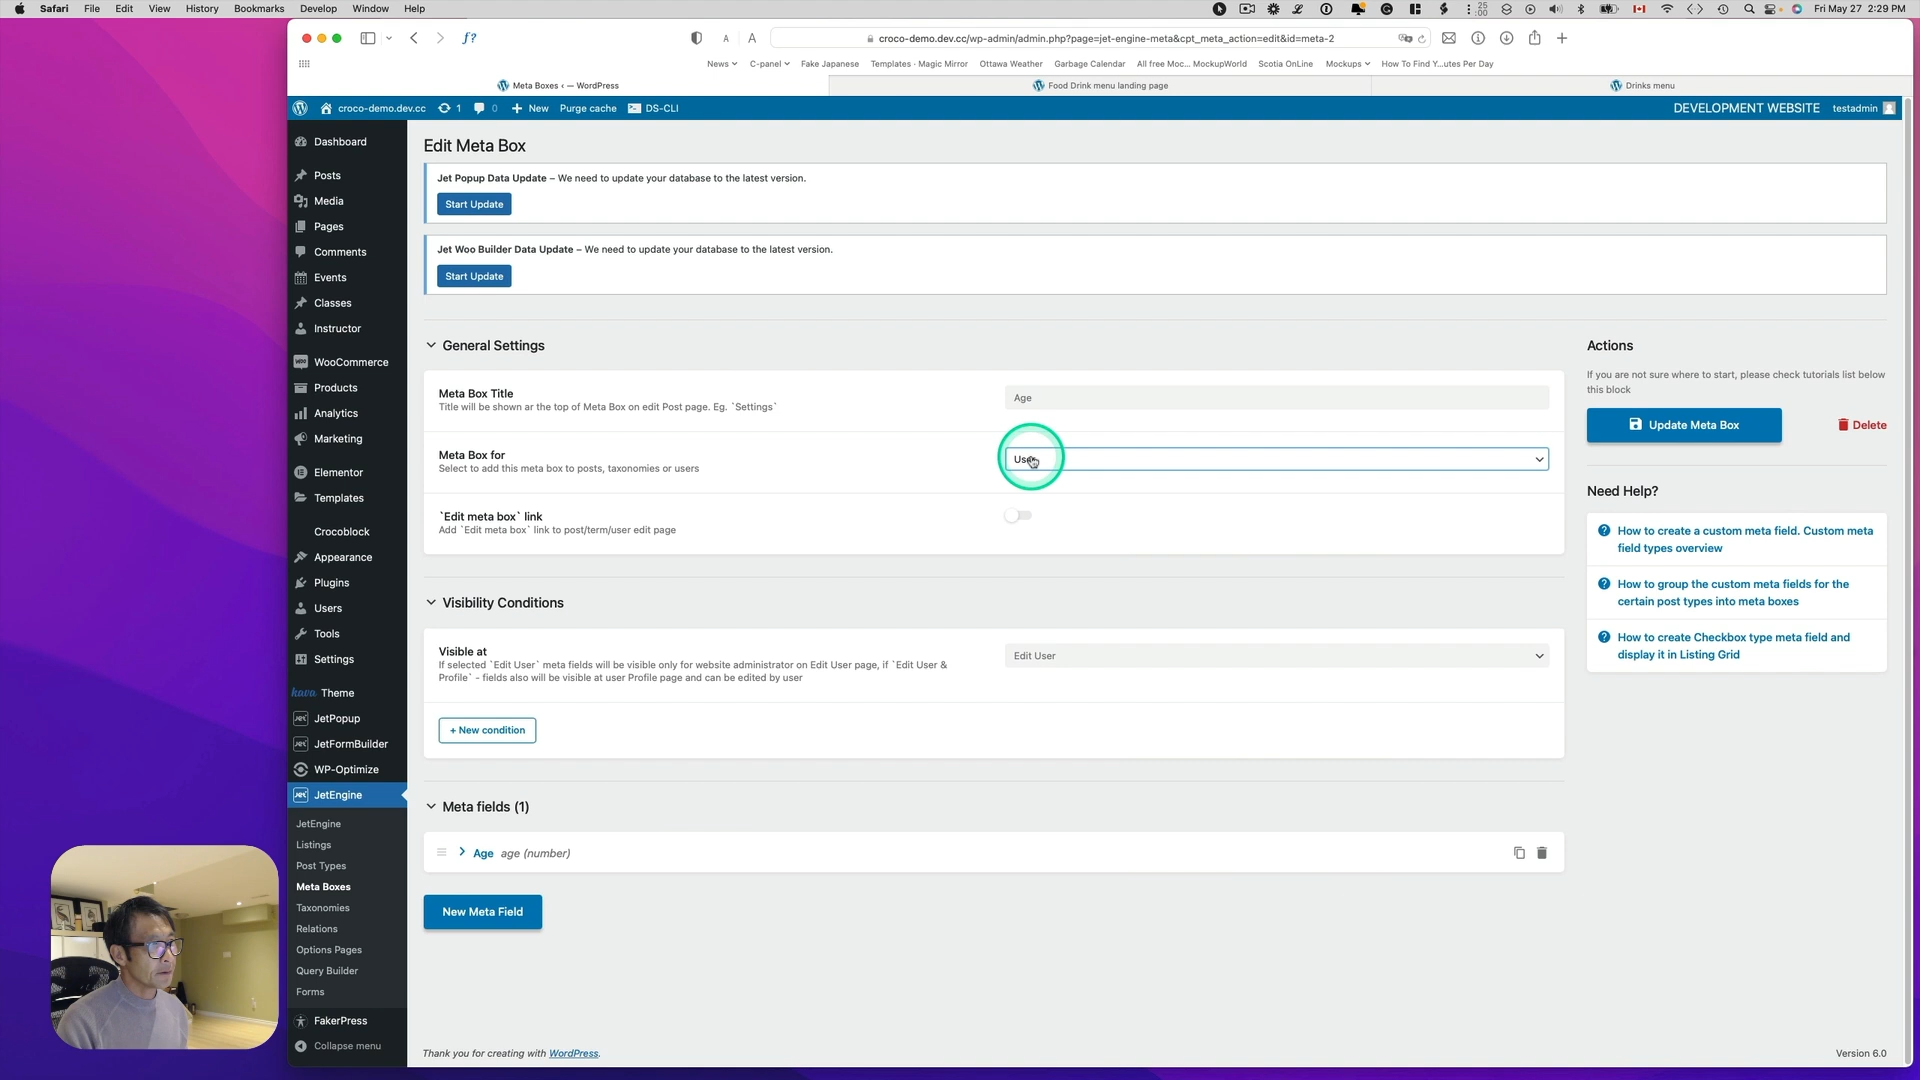 Safari File Edit View History Bookmarks Develop Window Help
25
:00
Fri May 27 2:29 PM
f?
A A
croco-demo.dev.cc/wp-admin/admin.php?page=jet-engine-meta&cpt_meta_action=edit&id=meta-2
News C-panel Fake Japanese Templates · Magic Mirror Ottawa Weather Garbage Calendar All free Moc... MockupWorld Scotia OnLine Mockups How To Find Y...utes Per Day
Meta Boxes ‹ — WordPress
Food Drink menu landing page
Drinks menu
croco-demo.dev.cc 1 0 New Purge cache DS-CLI
DEVELOPMENT WEBSITE testadmin
Dashboard
Posts
Media
Pages
Comments
Events
Classes
Instructor
WooCommerce
Products
Analytics
Marketing
Elementor
Templates
Crocoblock
Appearance
Plugins
Users
Tools
Settings
kava Theme
JetPopup
JetFormBuilder
WP-Optimize
JetEngine
JetEngine
Listings
Post Types
Meta Boxes
Taxonomies
Relations
Options Pages
Query Builder
Forms
FakerPress
Collapse menu
Edit Meta Box
Jet Popup Data Update – We need to update your database to the latest version.
Start Update
Jet Woo Builder Data Update – We need to update your database to the latest version.
Start Update
General Settings
Meta Box Title
Title will be shown ar the top of Meta Box on edit Post page. Eg. `Settings`
Age
Meta Box for
Select to add this meta box to posts, taxonomies or users
User
`Edit meta box` link
Add `Edit meta box` link to post/term/user edit page
Visibility Conditions
Visible at
If selected `Edit User` meta fields will be visible only for website administrator on Edit User page, if `Edit User &
Profile` - fields also will be visible at user Profile page and can be edited by user
Edit User
+ New condition
Meta fields (1)
Age age (number)
New Meta Field
Actions
If you are not sure where to start, please check tutorials list below
this block
Update Meta Box
Delete
Need Help?
How to create a custom meta field. Custom meta
field types overview
How to group the custom meta fields for the
certain post types into meta boxes
How to create Checkbox type meta field and
display it in Listing Grid
Thank you for creating with WordPress.
Version 6.0